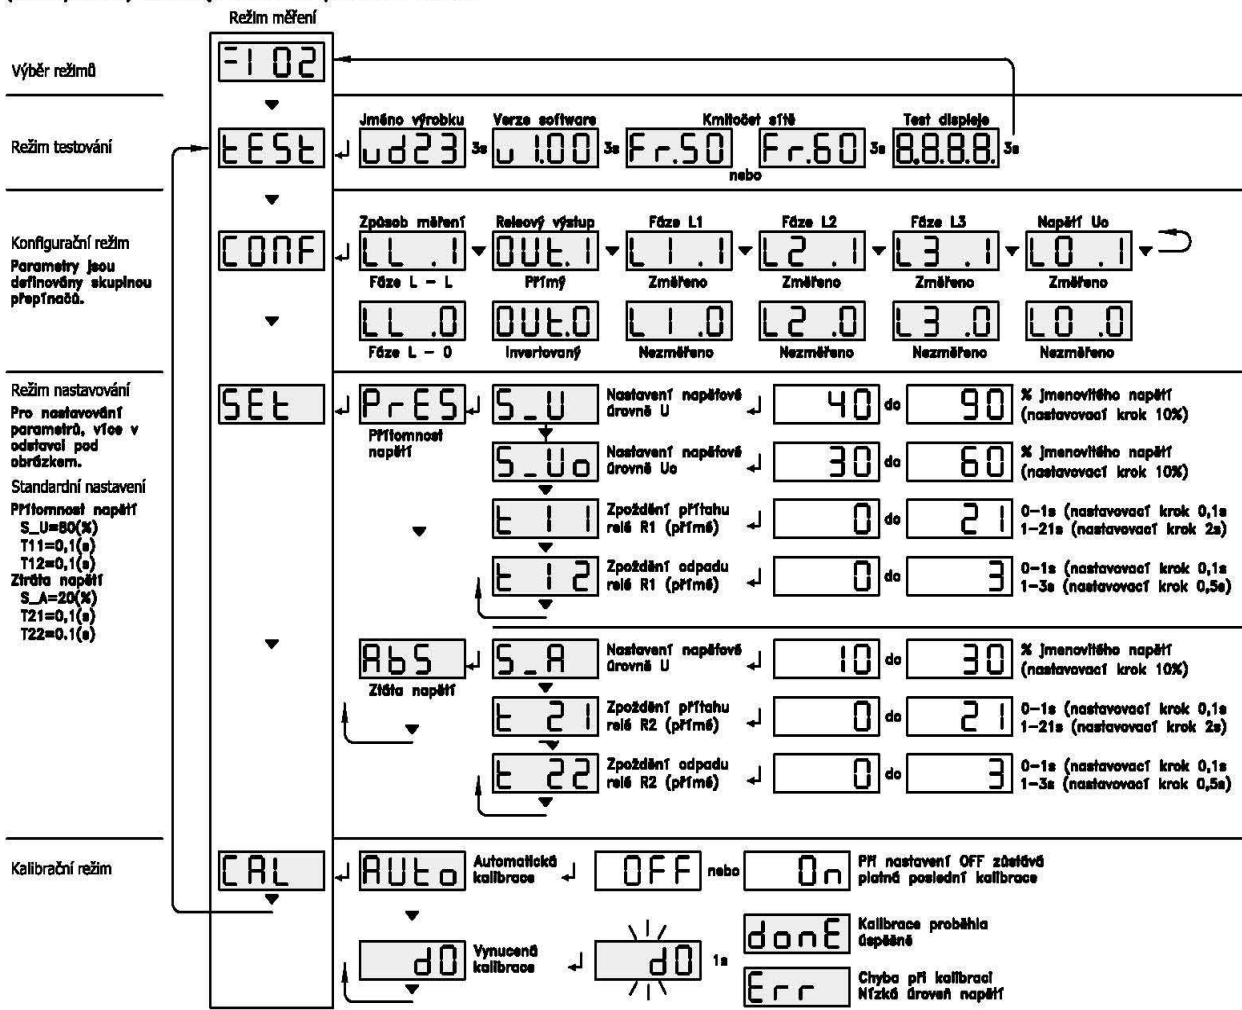 Režim měření
Výběr režimů
=1 02
Režim testování
tESt
Jméno výrobku
ud23
3s
Verze software
u 1.00
3s
Kmitočet sítě
Fr.50
nebo
Fr.60
3s
Test displeje
8.8.8.8.
3s
Konfigurační režim
Parametry jsou
definovány skupinou
přepínačů.
CONF
Způsob měření
LL .1
Fáze L - L
LL .0
Fáze L - 0
Releový výstup
OUt.1
Přímý
OUt.0
Invertovaný
Fáze L1
L1 .1
Změřeno
L1 .0
Nezměřeno
Fáze L2
L2 .1
Změřeno
L2 .0
Nezměřeno
Fáze L3
L3 .1
Změřeno
L3 .0
Nezměřeno
Napětí Uo
L0 .1
Změřeno
L0 .0
Nezměřeno
Režim nastavování
Pro nastavování
parametrů, více v
odstavci pod
obrázkem.
Standardní nastavení
Přítomnost napětí
S_U=80(%)
T11=0,1(s)
T12=0,1(s)
Ztráta napětí
S_A=20(%)
T21=0,1(s)
T22=0.1(s)
SEt
PrES
Přítomnost
napětí
S_U
Nastavení napěťové
úrovně U
40 do 90
% jmenovitého napětí
(nastavovací krok 10%)
S_Uo
Nastavení napěťové
úrovně Uo
30 do 60
% jmenovitého napětí
(nastavovací krok 10%)
t 11
Zpoždění přítahu
relé R1 (přímé)
0 do 21
0-1s (nastavovací krok 0,1s
1-21s (nastavovací krok 2s)
t 12
Zpoždění odpadu
relé R1 (přímé)
0 do 3
0-1s (nastavovací krok 0,1s
1-3s (nastavovací krok 0,5s)
AbS
Ztáta napětí
S_A
Nastavení napěťové
úrovně U
10 do 30
% jmenovitého napětí
(nastavovací krok 10%)
t 21
Zpoždění přítahu
relé R2 (přímé)
0 do 21
0-1s (nastavovací krok 0,1s
1-21s (nastavovací krok 2s)
t 22
Zpoždění odpadu
relé R2 (přímé)
0 do 3
0-1s (nastavovací krok 0,1s
1-3s (nastavovací krok 0,5s)
Kalibrační režim
CAL
AUto
Automatická
kalibrace
OFF nebo On
Při nastavení OFF zůstává
platná poslední kalibrace
d0
Vynucená
kalibrace
d0
1s
donE
Kalibrace proběhla
úspěšně
Err
Chyba při kalibraci
Nízká úroveň napětí